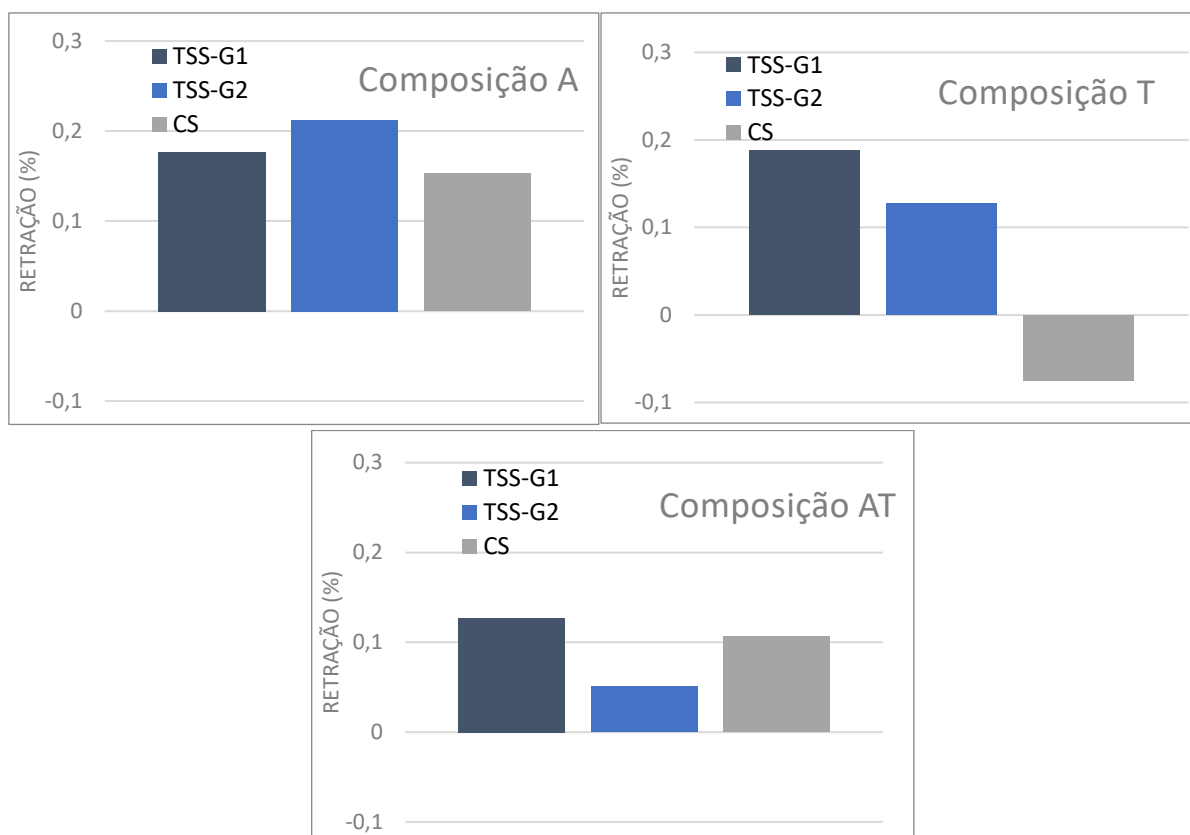 0,3
TSS-G1
Composição A
TSS-G2
0,2
CS
RETRAÇÃO (%)
0,1
0
-0,1
0,3
TSS-G1
Composição T
TSS-G2
0,2
CS
RETRAÇÃO (%)
0,1
0
-0,1
0,3
TSS-G1
Composição AT
TSS-G2
0,2
CS
RETRAÇÃO (%)
0,1
0
-0,1